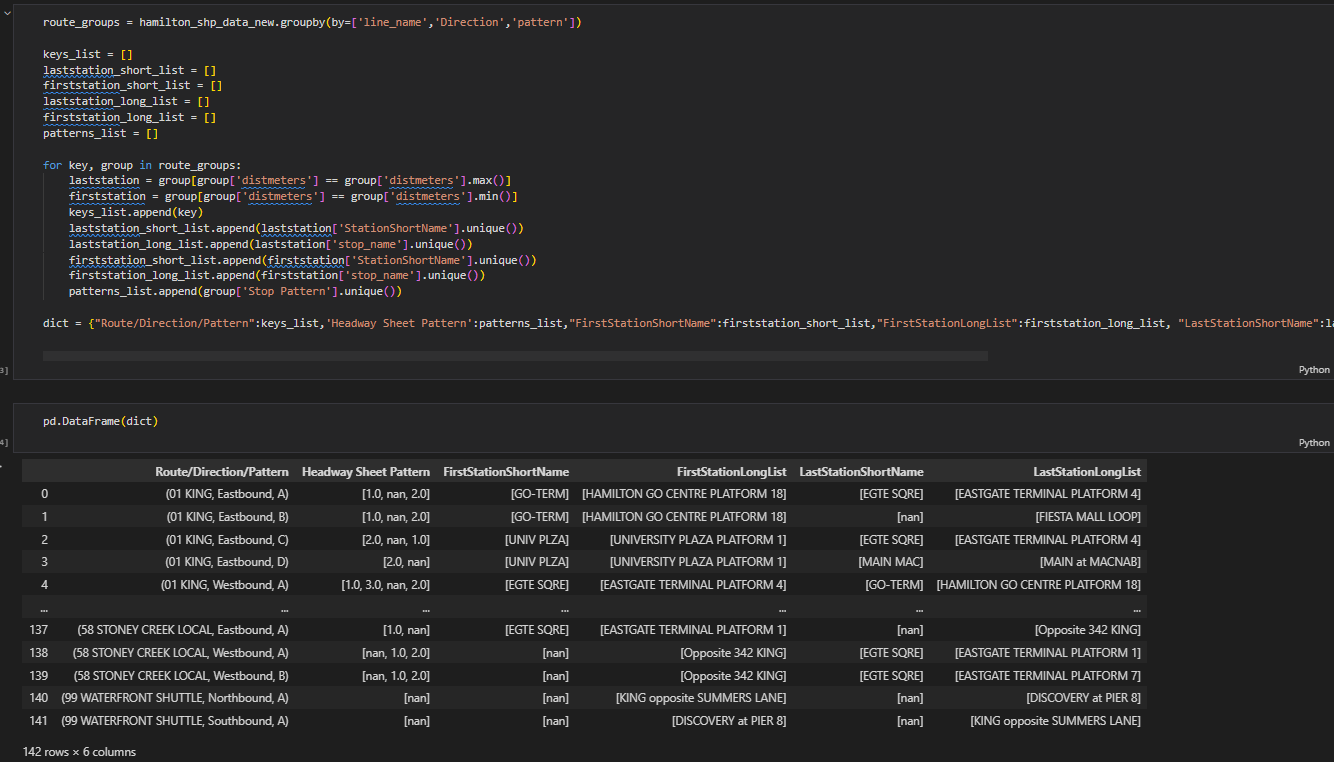 route_groups = hamilton_shp_data_new.groupby(by=['line_name','Direction','pattern'])
keys_list = []
laststation_short_list = []
firststation_short_list = []
laststation_long_list = []
firststation_long_list = []
patterns_list = []
for key, group in route_groups:
laststation = group[group['distmeters'] == group['distmeters'].max()]
firststation = group[group['distmeters'] == group['distmeters'].min()]
keys_list.append(key)
laststation_short_list.append(laststation['StationShortName'].unique())
laststation_long_list.append(laststation['stop_name'].unique())
firststation_short_list.append(firststation['StationShortName'].unique())
firststation_long_list.append(firststation['stop_name'].unique())
patterns_list.append(group['Stop Pattern'].unique())
dict = {"Route/Direction/Pattern":keys_list,'Headway Sheet Pattern':patterns_list,"FirstStationShortName":firststation_short_list,"FirstStationLongList":firststation_long_list, "LastStationShortName":la
3]
Python
pd.DataFrame(dict)
4]
Python
Route/Direction/Pattern Headway Sheet Pattern FirstStationShortName FirstStationLongList LastStationShortName LastStationLongList
0 (01 KING, Eastbound, A) [1.0, nan, 2.0] [GO-TERM] [HAMILTON GO CENTRE PLATFORM 18] [EGTE SQRE] [EASTGATE TERMINAL PLATFORM 4]
1 (01 KING, Eastbound, B) [1.0, nan, 2.0] [GO-TERM] [HAMILTON GO CENTRE PLATFORM 18] [nan] [FIESTA MALL LOOP]
2 (01 KING, Eastbound, C) [2.0, nan, 1.0] [UNIV PLZA] [UNIVERSITY PLAZA PLATFORM 1] [EGTE SQRE] [EASTGATE TERMINAL PLATFORM 4]
3 (01 KING, Eastbound, D) [2.0, nan] [UNIV PLZA] [UNIVERSITY PLAZA PLATFORM 1] [MAIN MAC] [MAIN at MACNAB]
4 (01 KING, Westbound, A) [1.0, 3.0, nan, 2.0] [EGTE SQRE] [EASTGATE TERMINAL PLATFORM 4] [GO-TERM] [HAMILTON GO CENTRE PLATFORM 18]
... ... ... ... ... ... ...
137 (58 STONEY CREEK LOCAL, Eastbound, A) [1.0, nan] [EGTE SQRE] [EASTGATE TERMINAL PLATFORM 1] [nan] [Opposite 342 KING]
138 (58 STONEY CREEK LOCAL, Westbound, A) [nan, 1.0, 2.0] [nan] [Opposite 342 KING] [EGTE SQRE] [EASTGATE TERMINAL PLATFORM 1]
139 (58 STONEY CREEK LOCAL, Westbound, B) [nan, 1.0, 2.0] [nan] [Opposite 342 KING] [EGTE SQRE] [EASTGATE TERMINAL PLATFORM 7]
140 (99 WATERFRONT SHUTTLE, Northbound, A) [nan] [nan] [KING opposite SUMMERS LANE] [nan] [DISCOVERY at PIER 8]
141 (99 WATERFRONT SHUTTLE, Southbound, A) [nan] [nan] [DISCOVERY at PIER 8] [nan] [KING opposite SUMMERS LANE]
142 rows × 6 columns